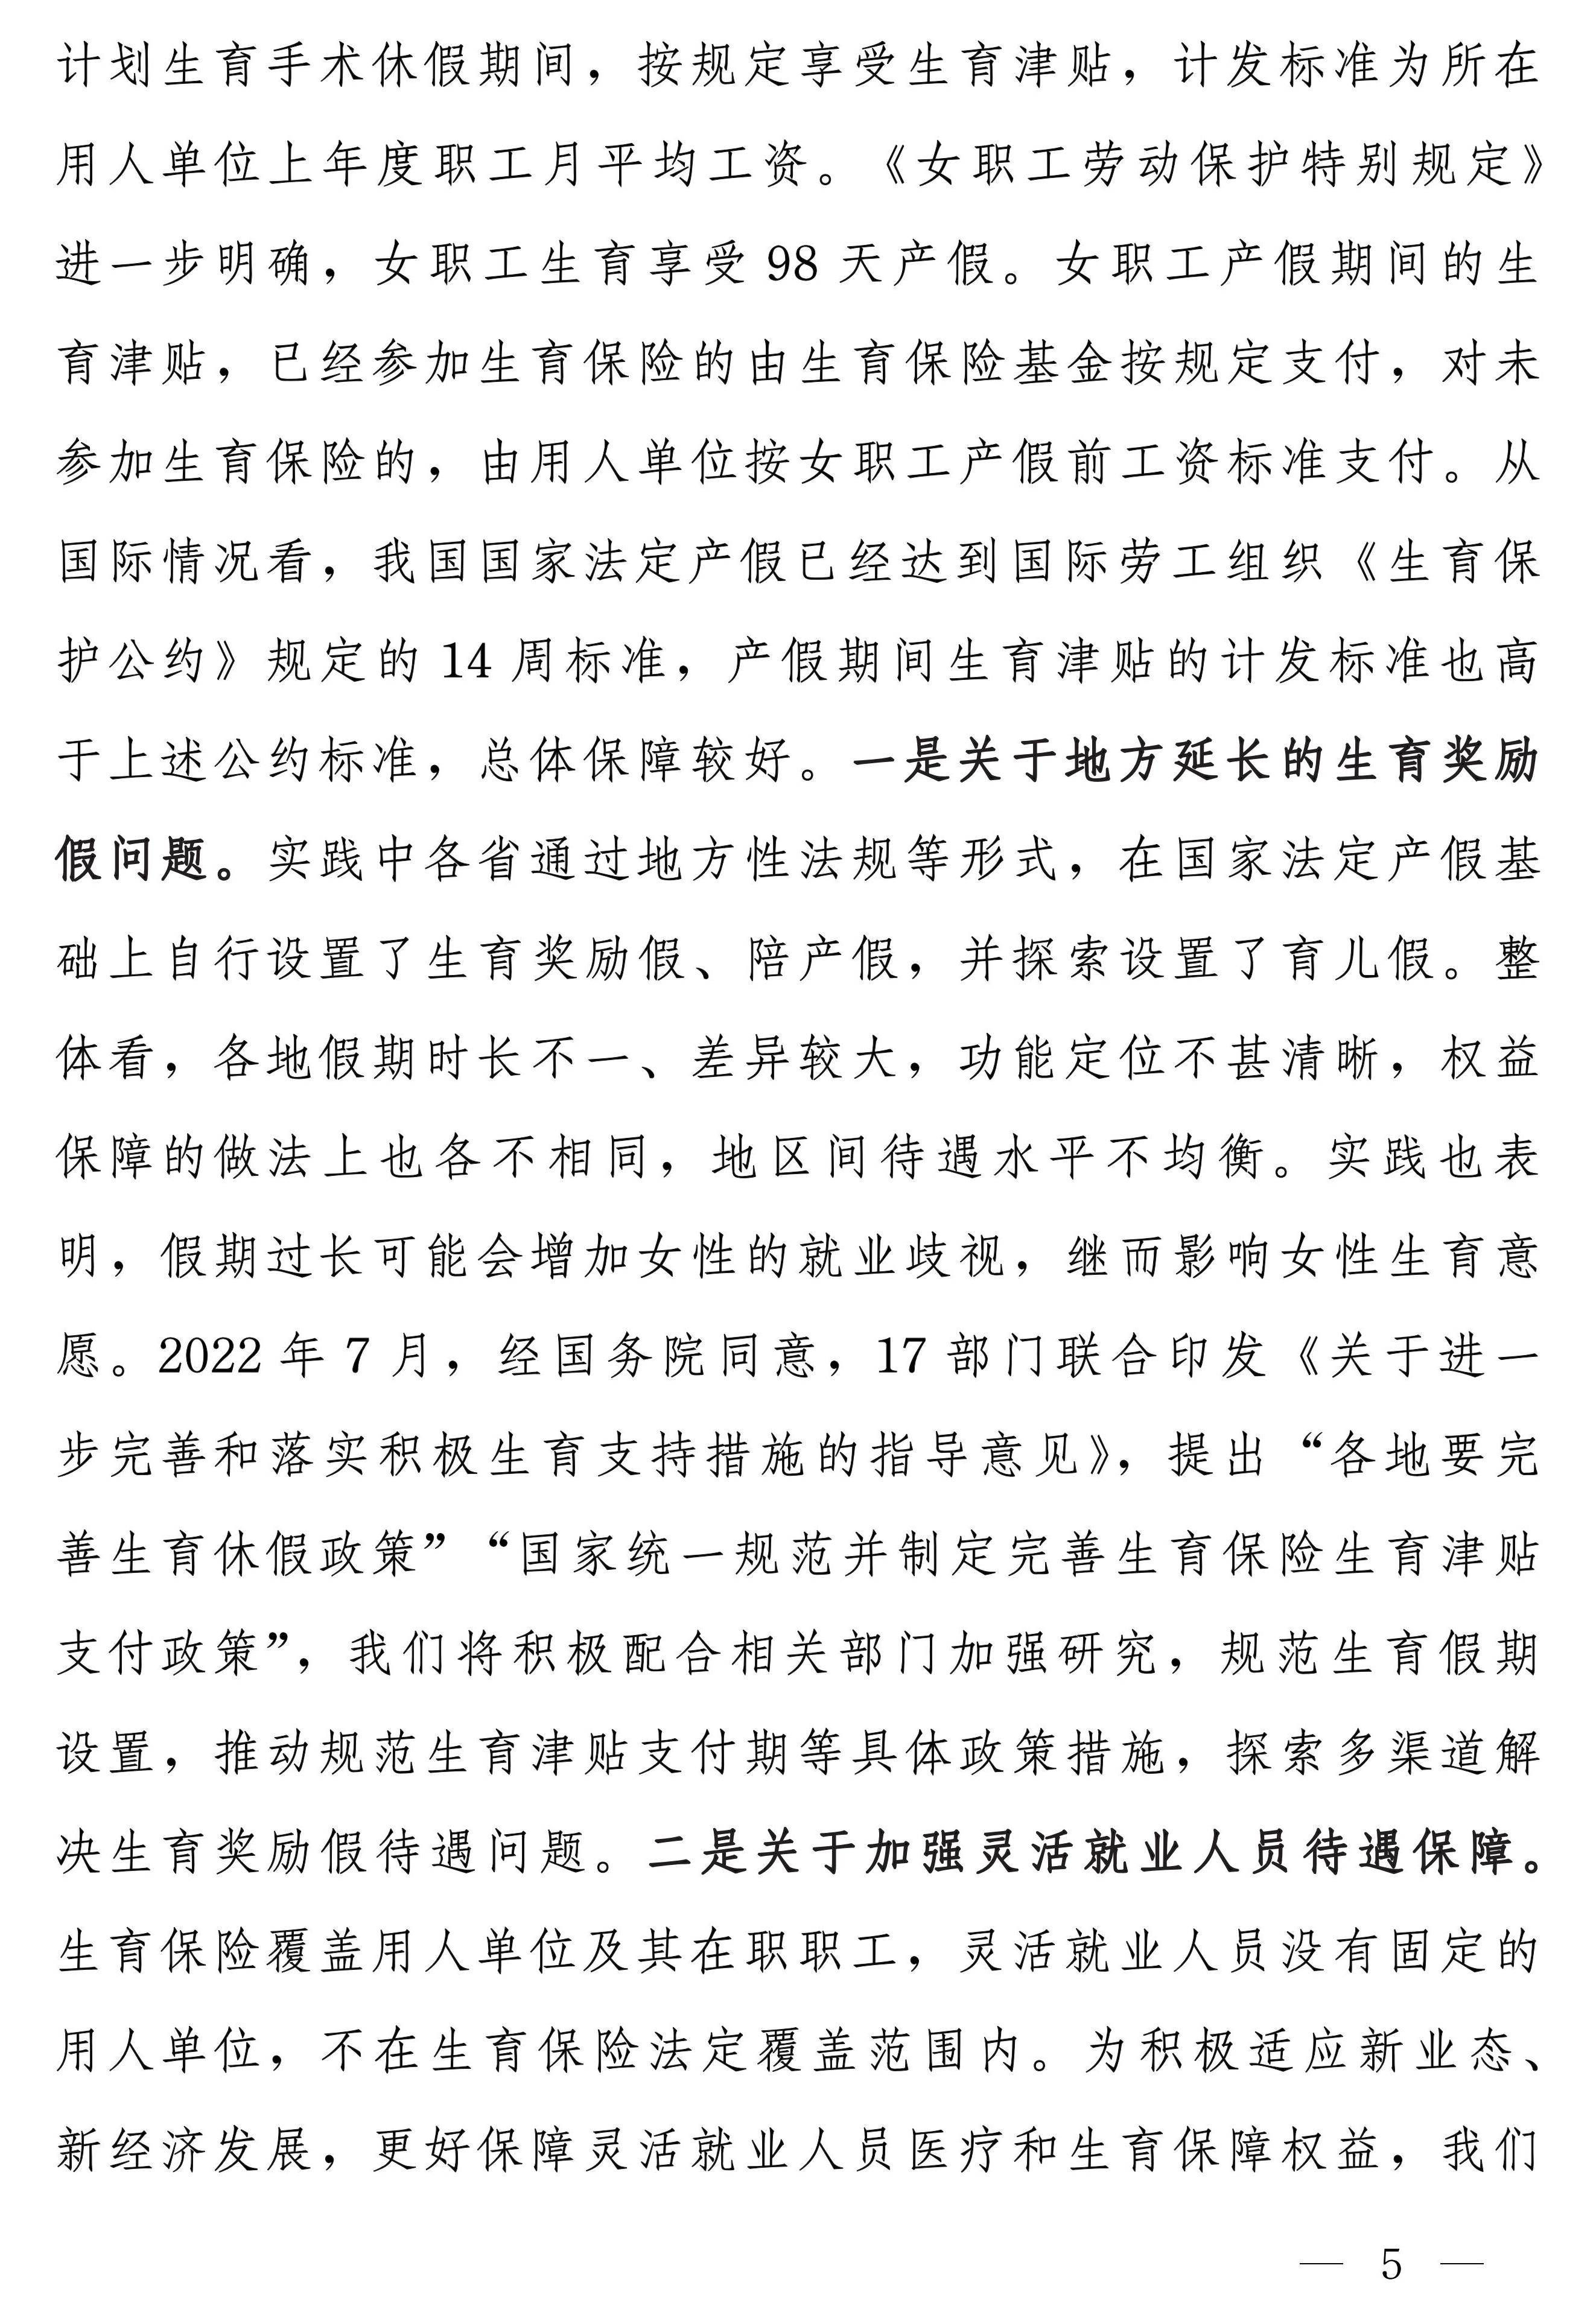 计划生育手术休假期间，按规定享受生育津贴，计发标准为所在
用人单位上年度职工月平均工资。《女职工劳动保护特别规定》
进一步明确，女职工生育享受 98 天产假。女职工产假期间的生
育津贴，已经参加生育保险的由生育保险基金按规定支付，对未
参加生育保险的，由用人单位按女职工产假前工资标准支付。从
国际情况看，我国国家法定产假已经达到国际劳工组织《生育保
护公约》规定的 14 周标准，产假期间生育津贴的计发标准也高
于上述公约标准，总体保障较好。一是关于地方延长的生育奖励
假问题。实践中各省通过地方性法规等形式，在国家法定产假基
础上自行设置了生育奖励假、陪产假，并探索设置了育儿假。整
体看，各地假期时长不一、差异较大，功能定位不甚清晰，权益
保障的做法上也各不相同，地区间待遇水平不均衡。实践也表
明，假期过长可能会增加女性的就业歧视，继而影响女性生育意
愿。2022 年 7 月，经国务院同意，17 部门联合印发《关于进一
步完善和落实积极生育支持措施的指导意见》，提出“各地要完
善生育休假政策”“国家统一规范并制定完善生育保险生育津贴
支付政策”，我们将积极配合相关部门加强研究，规范生育假期
设置，推动规范生育津贴支付期等具体政策措施，探索多渠道解
决生育奖励假待遇问题。二是关于加强灵活就业人员待遇保障。
生育保险覆盖用人单位及其在职职工，灵活就业人员没有固定的
用人单位，不在生育保险法定覆盖范围内。为积极适应新业态、
新经济发展，更好保障灵活就业人员医疗和生育保障权益，我们
— 5 —